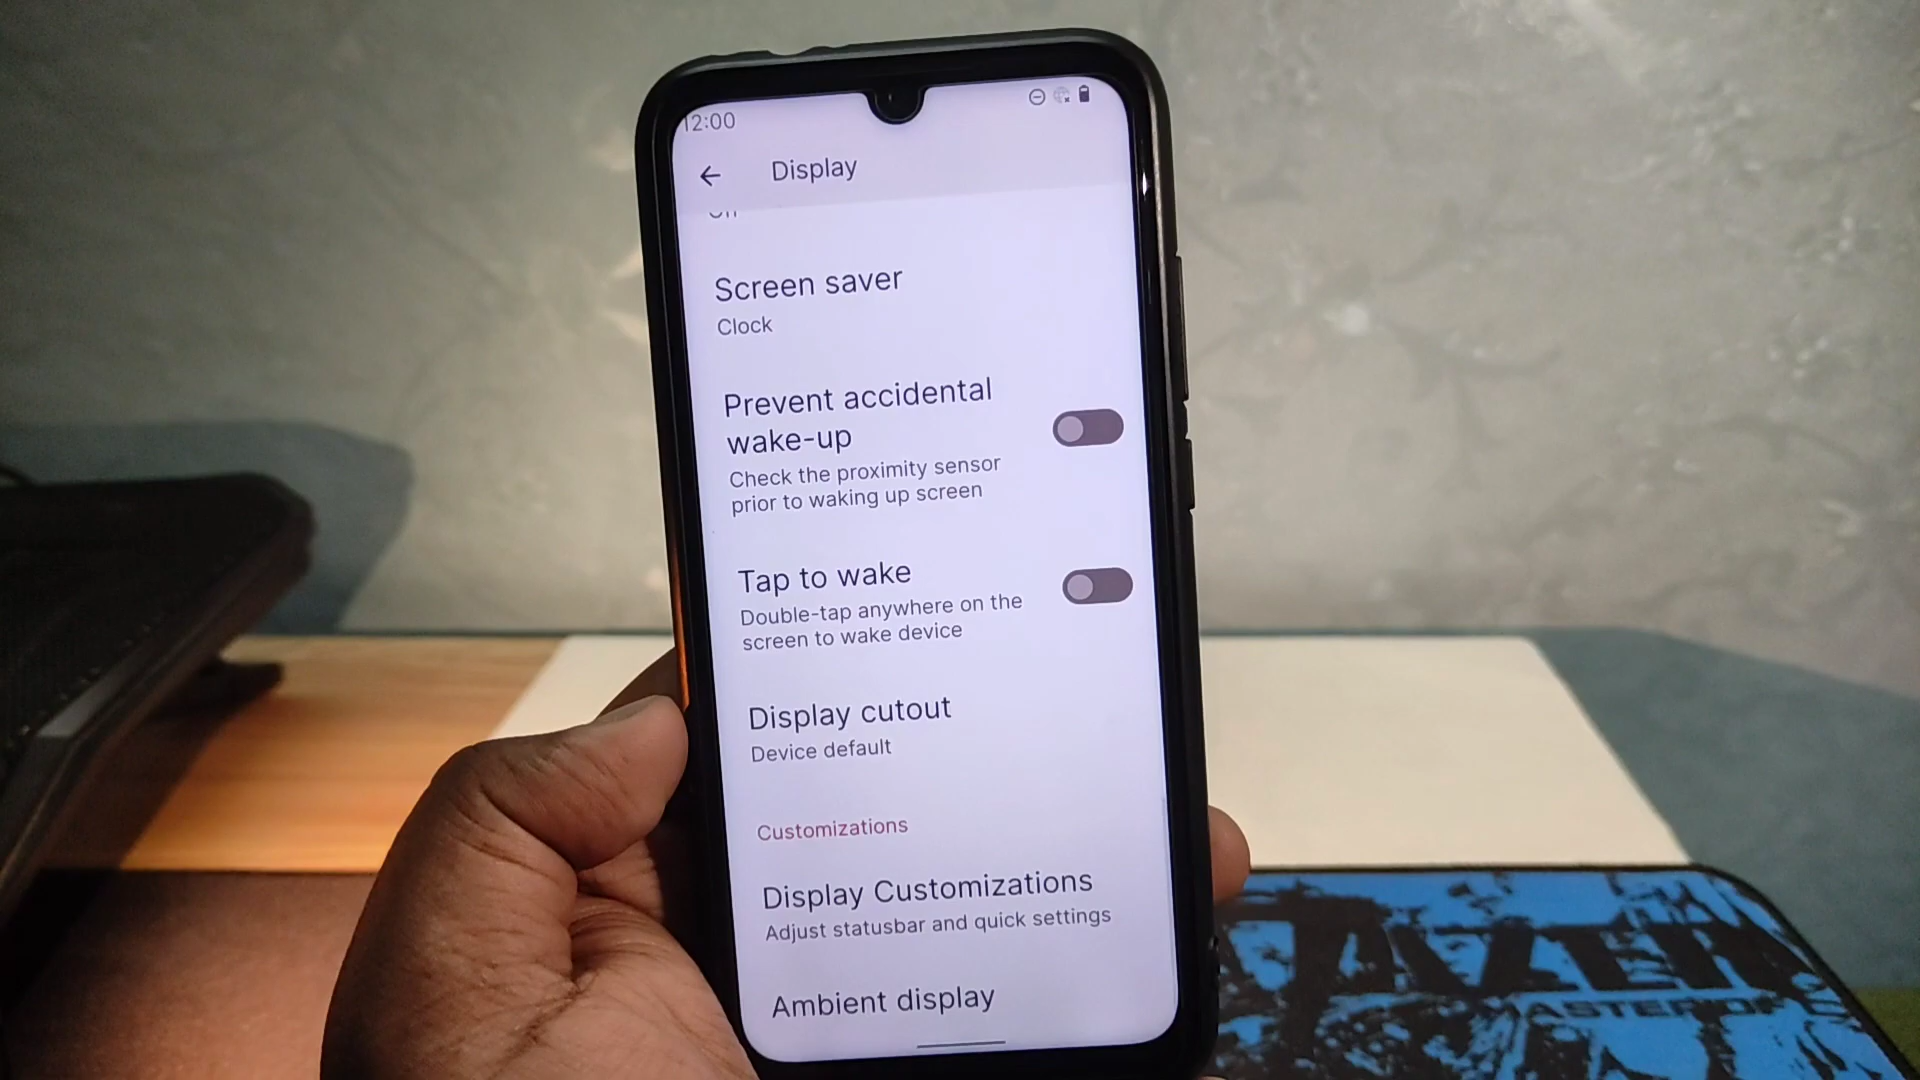 12:00
Display
Screen saver
Clock
Prevent accidental
wake-up
Check the proximity sensor
prior to waking up screen
Tap to wake
Double-tap anywhere on the
screen to wake device
Display cutout
Device default
Customizations
Display Customizations
Adjust statusbar and quick settings
Ambient display
MASTER OF